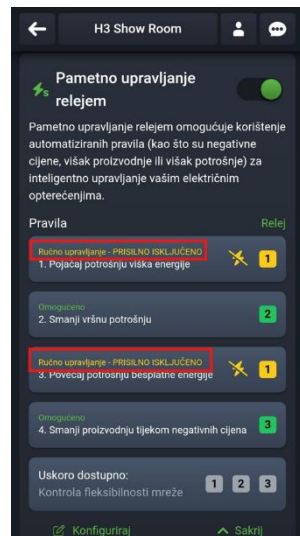 H3 Show Room
Pametno upravljanje
relejem
Pametno upravljanje relejem omogućuje korištenje
automatiziranih pravila (kao što su negativne
cijene, višak proizvodnje ili višak potrošnje) za
inteligentno upravljanje vašim električnim
opterećenjima.
Pravila Relej
Ručno upravljanje - PRISILNO ISKLJUČENO
1. Pojačaj potrošnju viška energije 1
Omogućeno
2. Smanji vršnu potrošnju 2
Ručno upravljanje - PRISILNO ISKLJUČENO
3. Povećaj potrošnju besplatne energije 1
Omogućeno
4. Smanji proizvodnju tijekom negativnih cijena 3
Uskoro dostupno:
Kontrola fleksibilnosti mreže 1 2 3
Konfiguriraj Sakrij